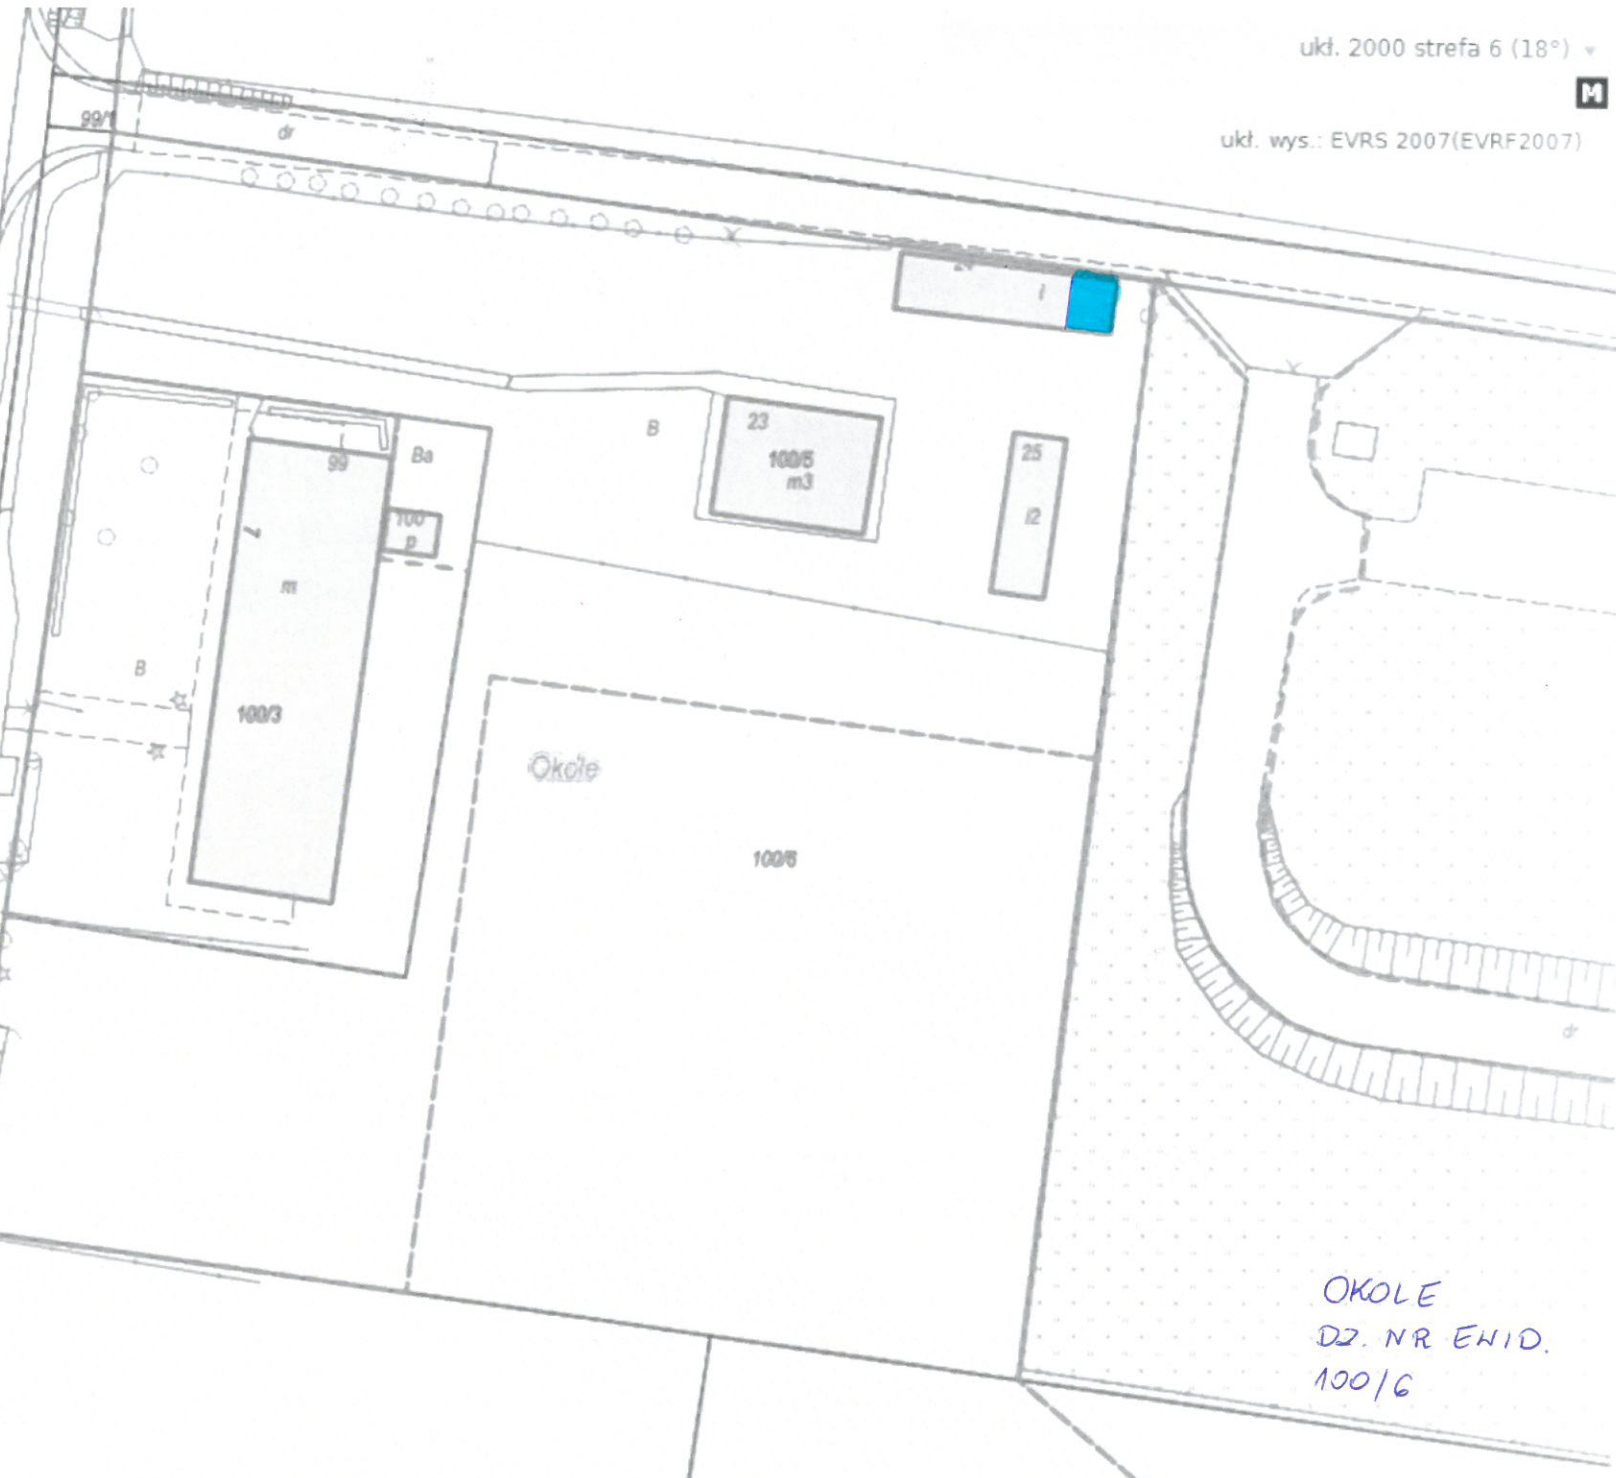 ukł. 2000 strefa 6 (18°)
M
ukł. wys.: EVRS 2007(EVRF2007)
99/1
dr
i
B
23
100/5
m3
25
i2
99
Ba
100
p
7
m
B
100/3
Okole
100/6
dr
OKOLE
DZ. NR EWID.
100/6